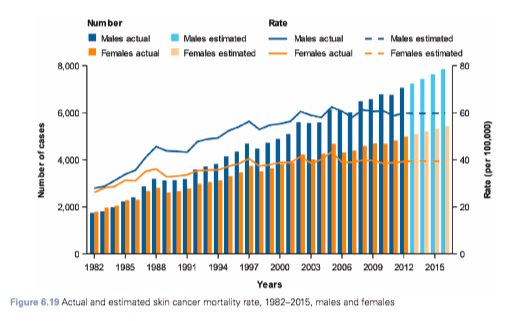 Number
Rate
Males actual
Males estimated
Males actual
Males estimated
Females actual
Females estimated
Females actual
Females estimated
8,000
6,000
4,000
2,000
0
80
60
40
20
0
Number of cases
Rate (per 100,000)
1982 1985 1988 1991 1994 1997 2000 2003 2006 2009 2012 2015
Years
Figure 6.19 Actual and estimated skin cancer mortality rate, 1982–2015, males and females